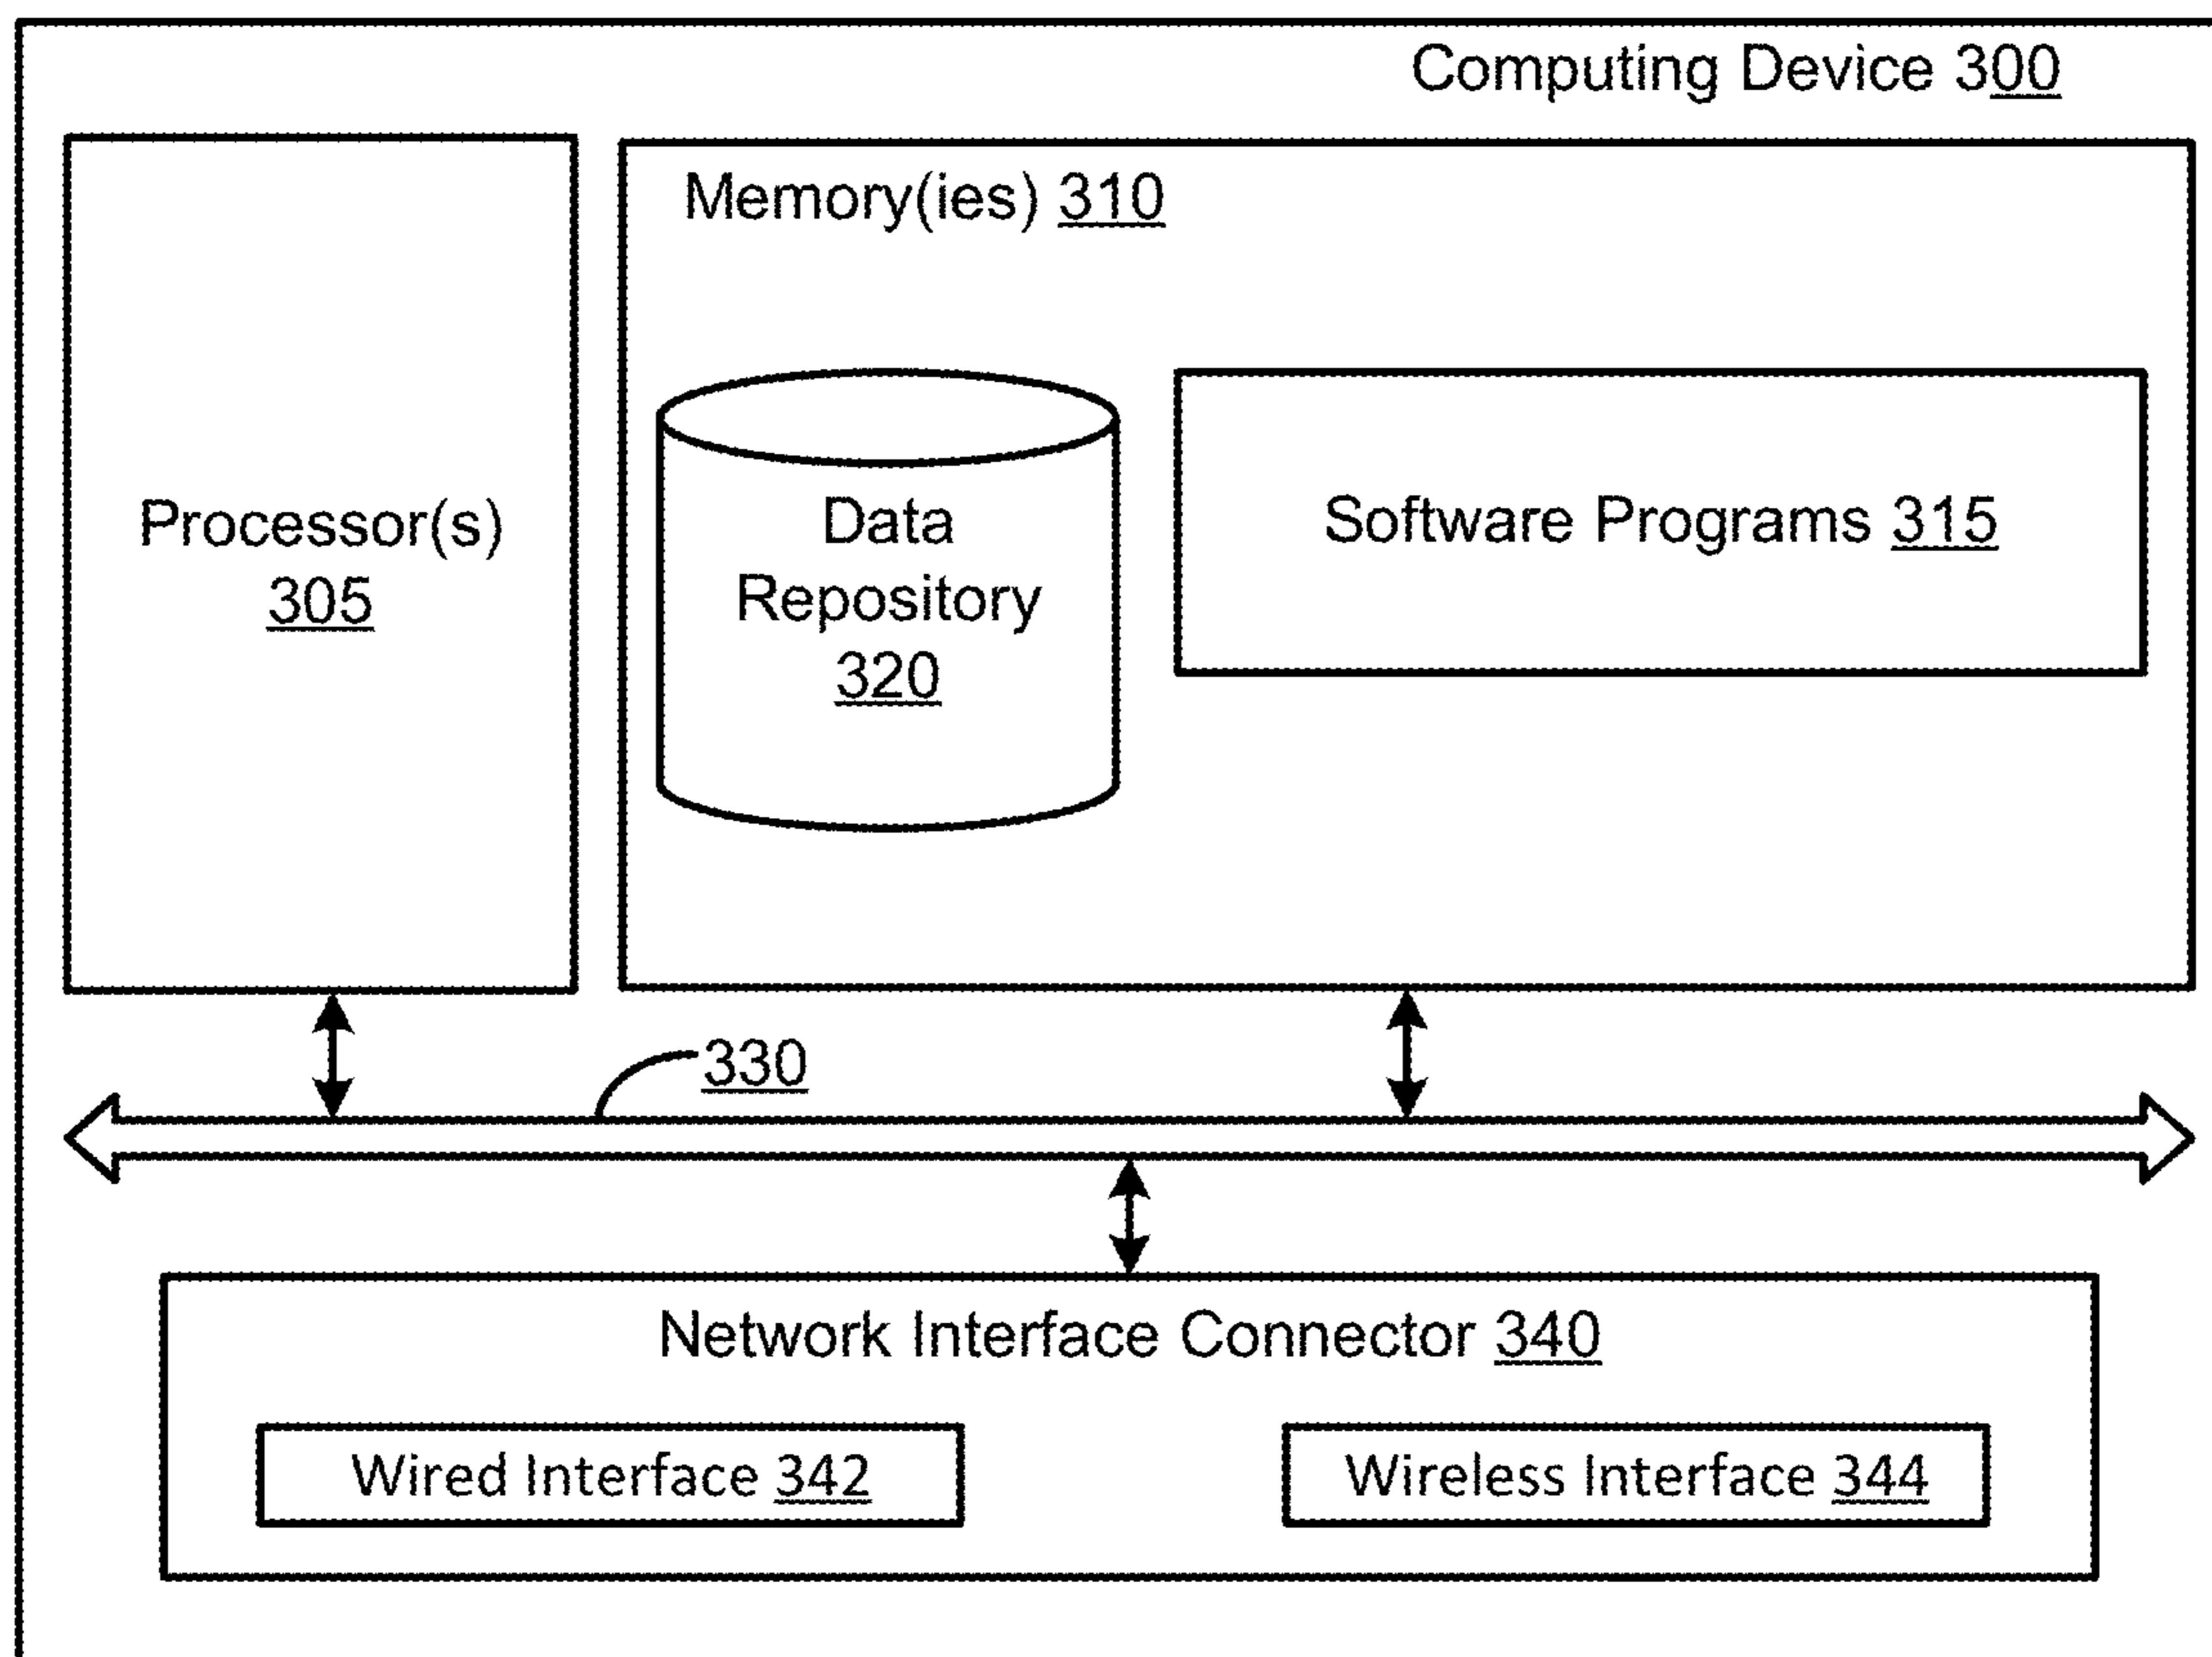 Computing Device 300
Memory(ies) 310
Processor(s)
305
Data
Repository
320
Software Programs 315
330
Network Interface Connector 340
Wired Interface 342
Wireless Interface 344